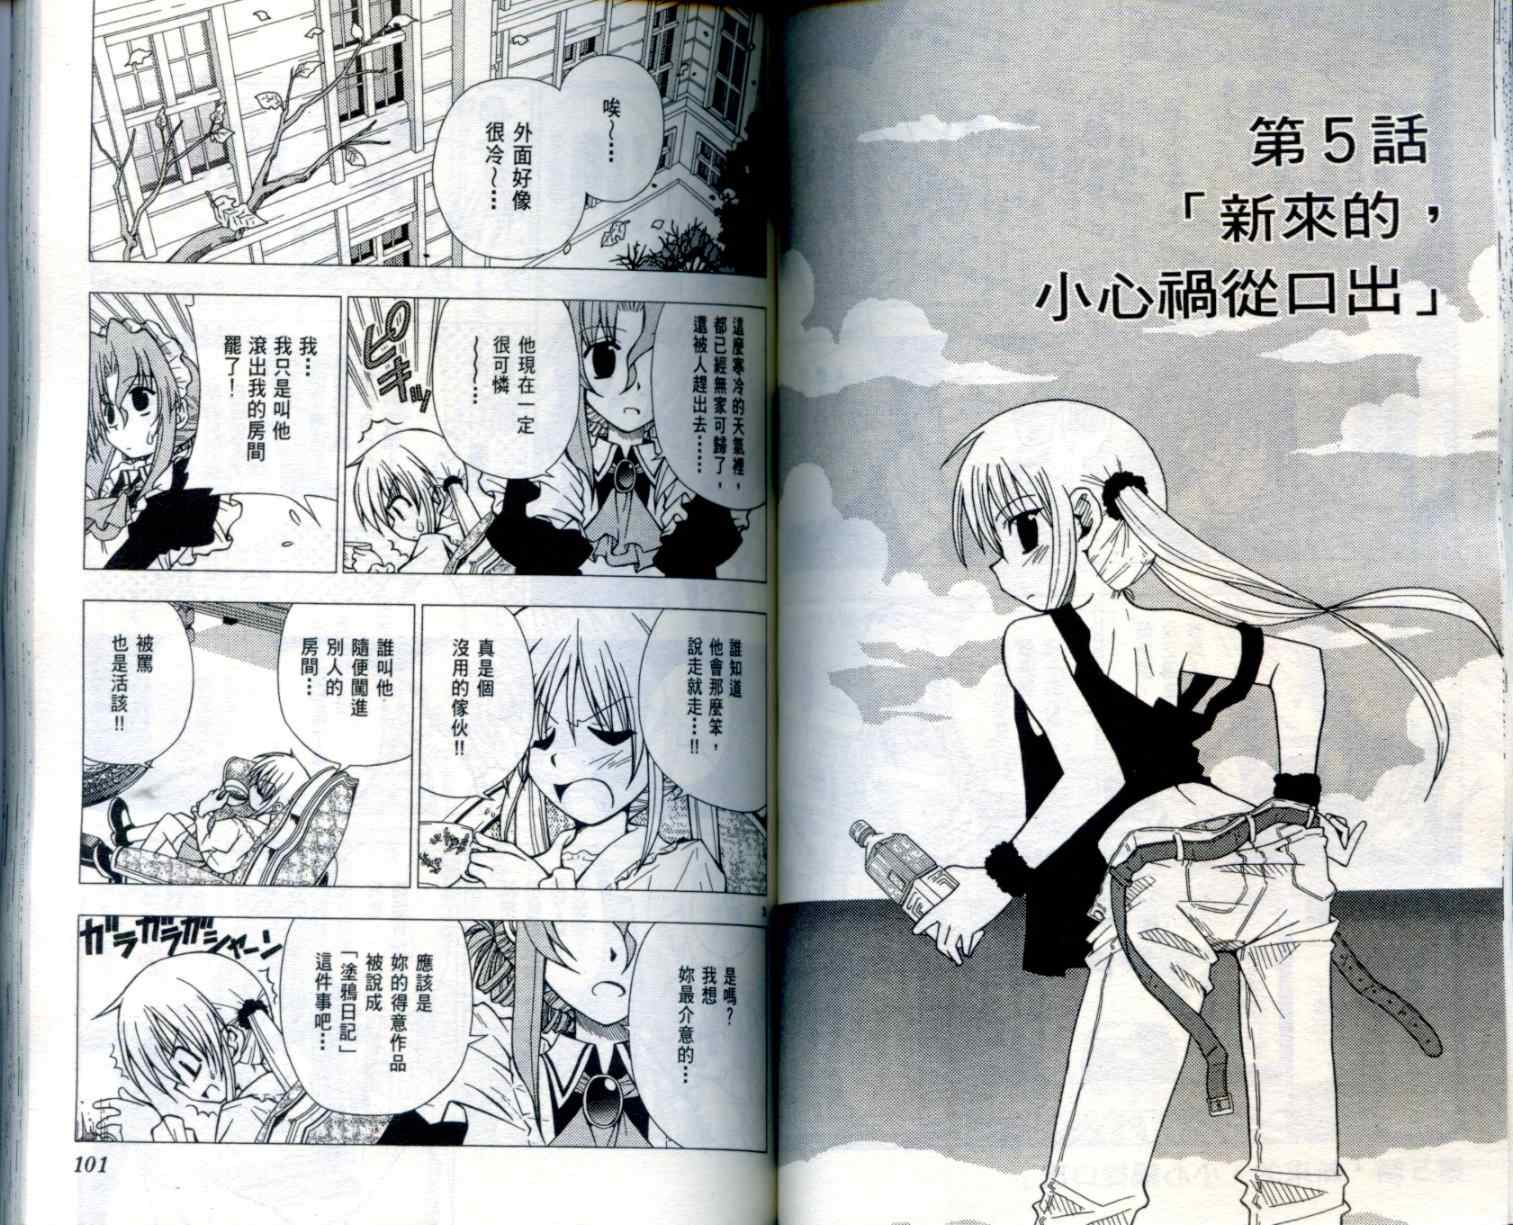 第5話
「新來的，
小心禍從口出」
唉～⋯⋯
外面好像
很冷～⋯⋯
這麼寒冷的天氣裡，
都已經無家可歸了，
還被人趕出去⋯⋯
他現在一定
很可憐
～～⋯⋯
ピキッ
我⋯
我只是叫他
滾出我的房間
罷了！
誰知道
他會那麼笨，
說走就走⋯!!
真是個
沒用的傢伙!!
誰叫他
隨便闖進
別人的
房間⋯
被罵
也是活該!!
是嗎？
我想
妳最介意的⋯
應該是
妳的得意作品
被說成
「塗鴉日記」
這件事吧⋯
ガラガラガシャーン
101